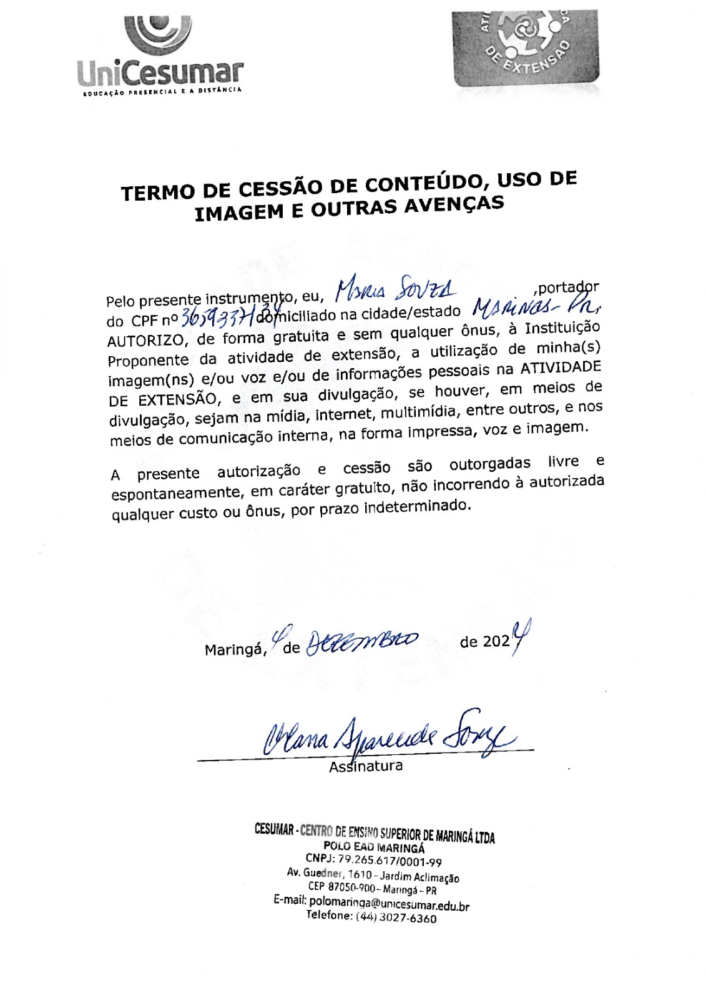 UniCesumar
EDUCAÇÃO PRESENCIAL E A DISTÂNCIA
DE EXTENSÃO
TERMO DE CESSÃO DE CONTEÚDO, USO DE
IMAGEM E OUTRAS AVENÇAS
Pelo presente instrumento, eu, MARIA SOUZA ,portador
do CPF nº domiciliado na cidade/estado
AUTORIZO, de forma gratuita e sem qualquer ônus, à Instituição
Proponente da atividade de extensão, a utilização de minha(s)
imagem(ns) e/ou voz e/ou de informações pessoais na ATIVIDADE
DE EXTENSÃO, e em sua divulgação, se houver, em meios de
divulgação, sejam na mídia, internet, multimídia, entre outros, e nos
meios de comunicação interna, na forma impressa, voz e imagem.
A presente autorização e cessão são outorgadas livre e
espontaneamente, em caráter gratuito, não incorrendo à autorizada
qualquer custo ou ônus, por prazo indeterminado.
Maringá, 4 de DEZEMBRO de 2024
Aparecida Souza
Assinatura
CESUMAR - CENTRO DE ENSINO SUPERIOR DE MARINGÁ LTDA
POLO EAD MARINGÁ
CNPJ: 79.265.617/0001-99
Av. Guedner, 1610 - Jardim Aclimação
CEP 87050-900 - Maringá - PR
E-mail: polomaringa@unicesumar.edu.br
Telefone: (44) 3027-6360